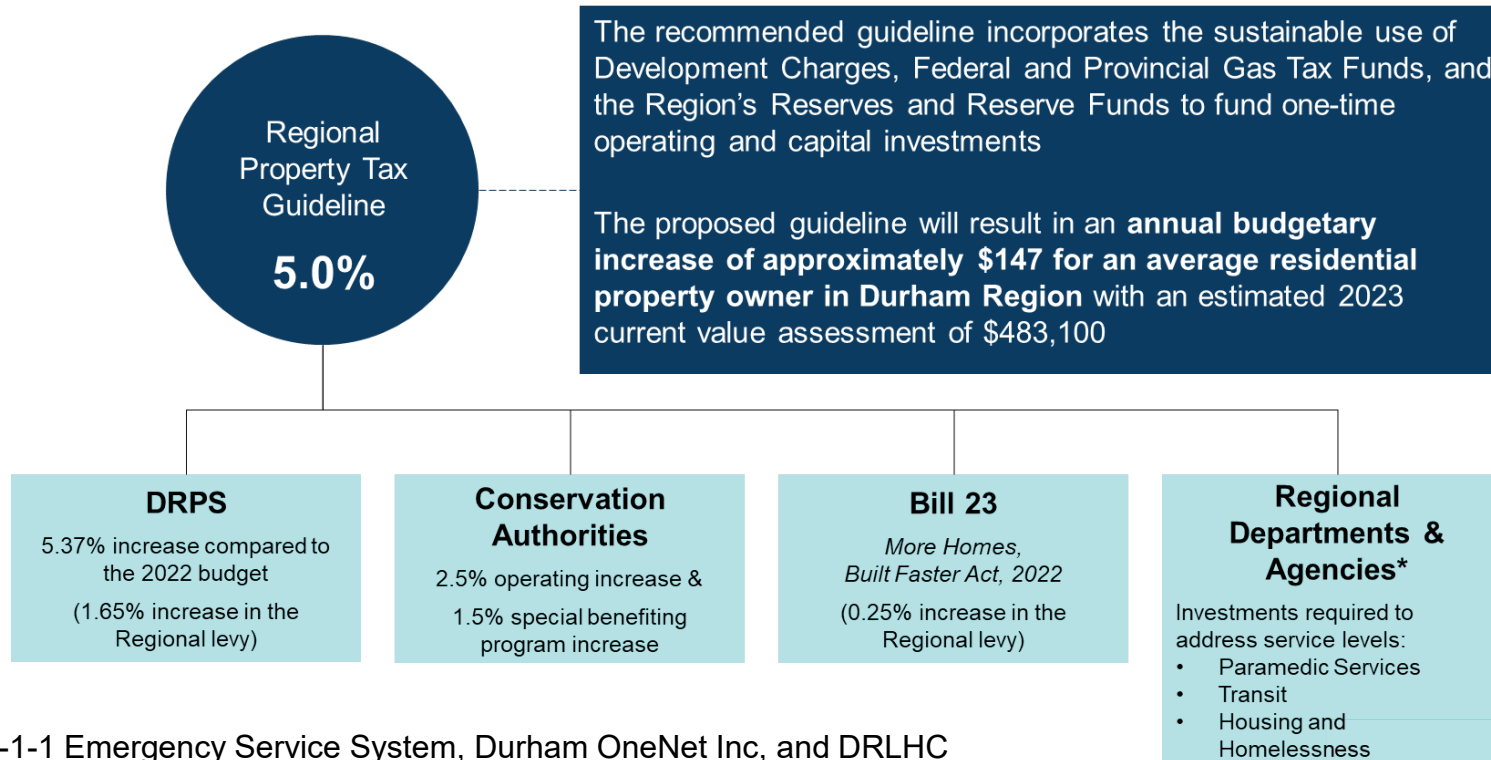 Regional
Property Tax
Guideline
5.0%
The recommended guideline incorporates the sustainable use of
Development Charges, Federal and Provincial Gas Tax Funds, and
the Region's Reserves and Reserve Funds to fund one-time
operating and capital investments
The proposed guideline will result in an annual budgetary
increase of approximately $147 for an average residential
property owner in Durham Region with an estimated 2023
current value assessment of $483,100
DRPS
5.37% increase compared to
the 2022 budget
(1.65% increase in the
Regional levy)
Conservation
Authorities
2.5% operating increase &
1.5% special benefiting
program increase
Bill 23
More Homes,
Built Faster Act, 2022
(0.25% increase in the
Regional levy)
Regional
Departments &
Agencies*
Investments required to
address service levels:
• Paramedic Services
• Transit
• Housing and
Homelessness
-1-1 Emergency Service System, Durham OneNet Inc, and DRLHC